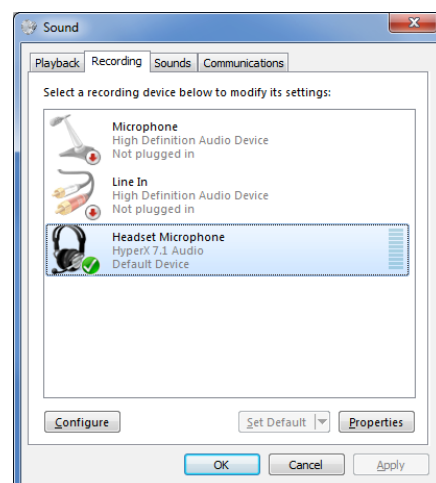 Sound
Playback Recording Sounds Communications
Select a recording device below to modify its settings:
Microphone
High Definition Audio Device
Not plugged in
Line In
High Definition Audio Device
Not plugged in
Headset Microphone
HyperX 7.1 Audio
Default Device
Configure Set Default Properties
OK Cancel Apply